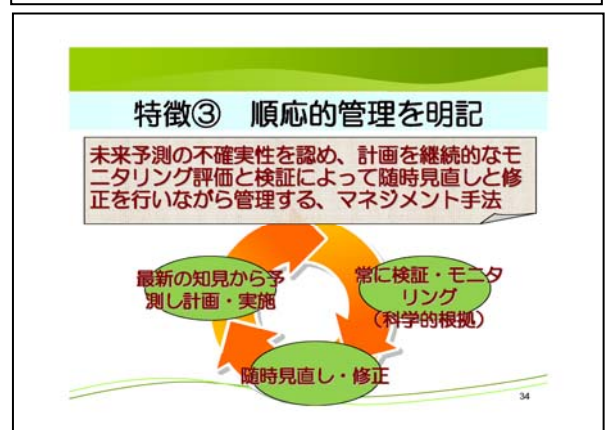 特徴③　順応的管理を明記
未来予測の不確実性を認め、計画を継続的なモ
ニタリング評価と検証によって随時見直しと修
正を行いながら管理する、マネジメント手法
最新の知見から予
測し計画・実施
常に検証・モニタ
リング
（科学的根拠）
随時見直し・修正
34